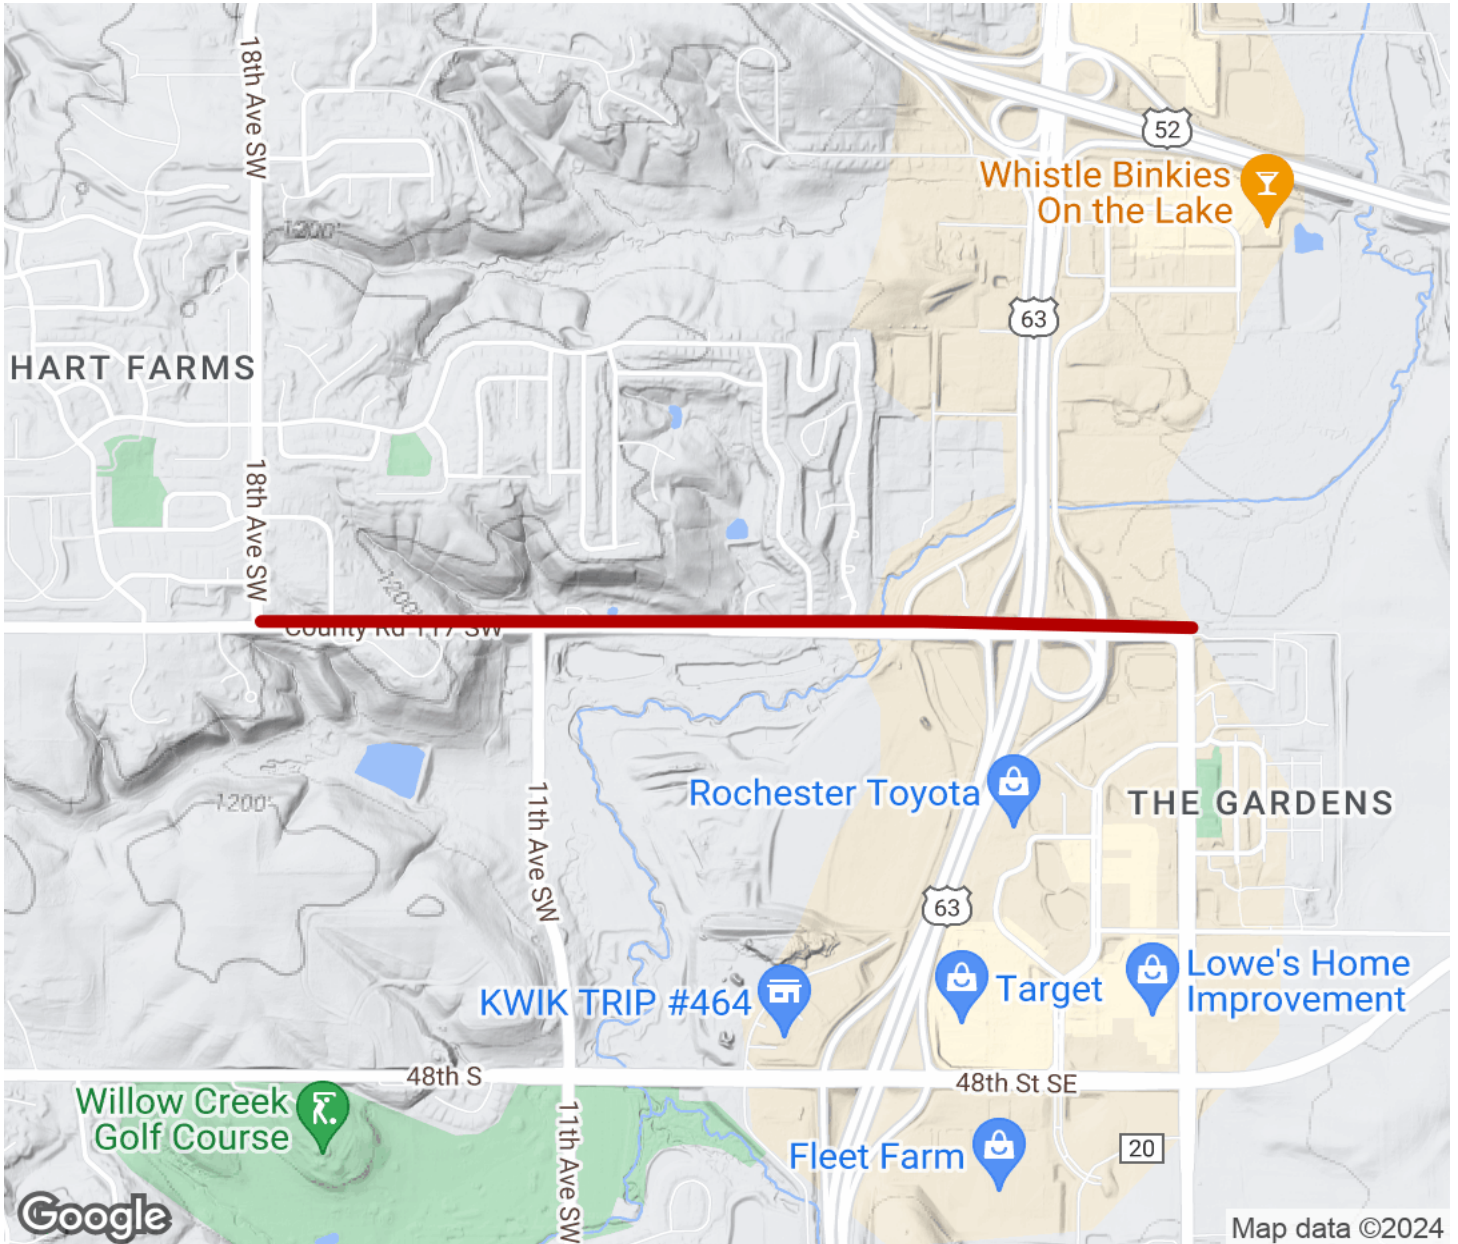 18th Ave SW
52
Whistle Binkies
On the Lake
1200'
63
HART FARMS
18th Ave SW
1200'
County Rd 117 SW
Rochester Toyota
THE GARDENS
1200'
11th Ave SW
63
Lowe's Home
Improvement
Target
KWIK TRIP #464
48th S
48th St SE
Willow Creek
Golf Course
11th Ave SW
Fleet Farm
20
Google
Map data ©2024